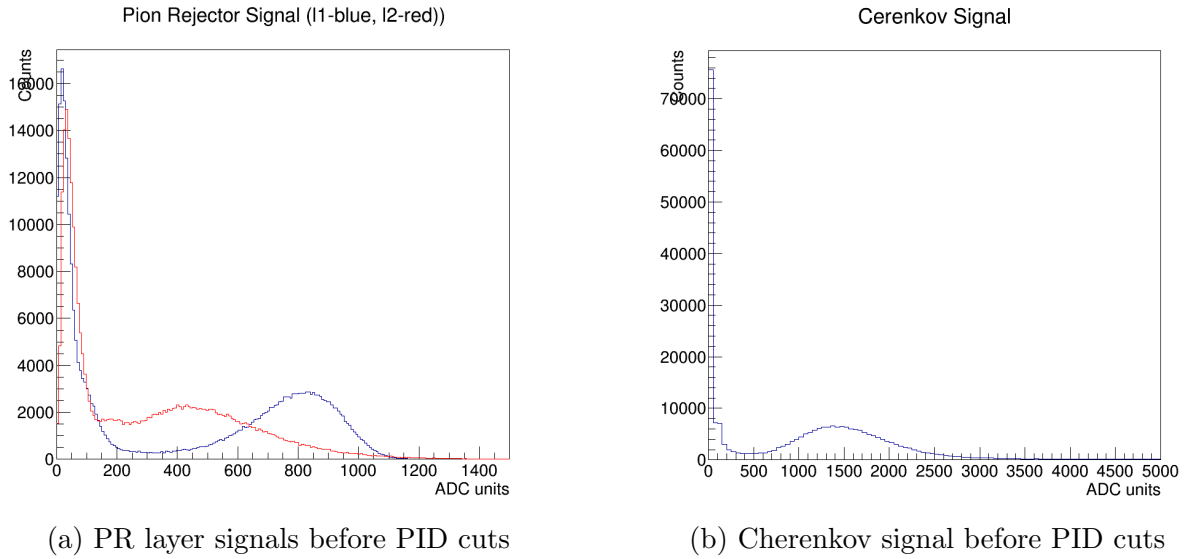 Pion Rejector Signal (l1-blue, l2-red))
Counts
16000
14000
12000
10000
8000
6000
4000
2000
0
0 200 400 600 800 1000 1200 1400
ADC units
(a) PR layer signals before PID cuts
Cerenkov Signal
Counts
70000
60000
50000
40000
30000
20000
10000
0
0 500 1000 1500 2000 2500 3000 3500 4000 4500 5000
ADC units
(b) Cherenkov signal before PID cuts